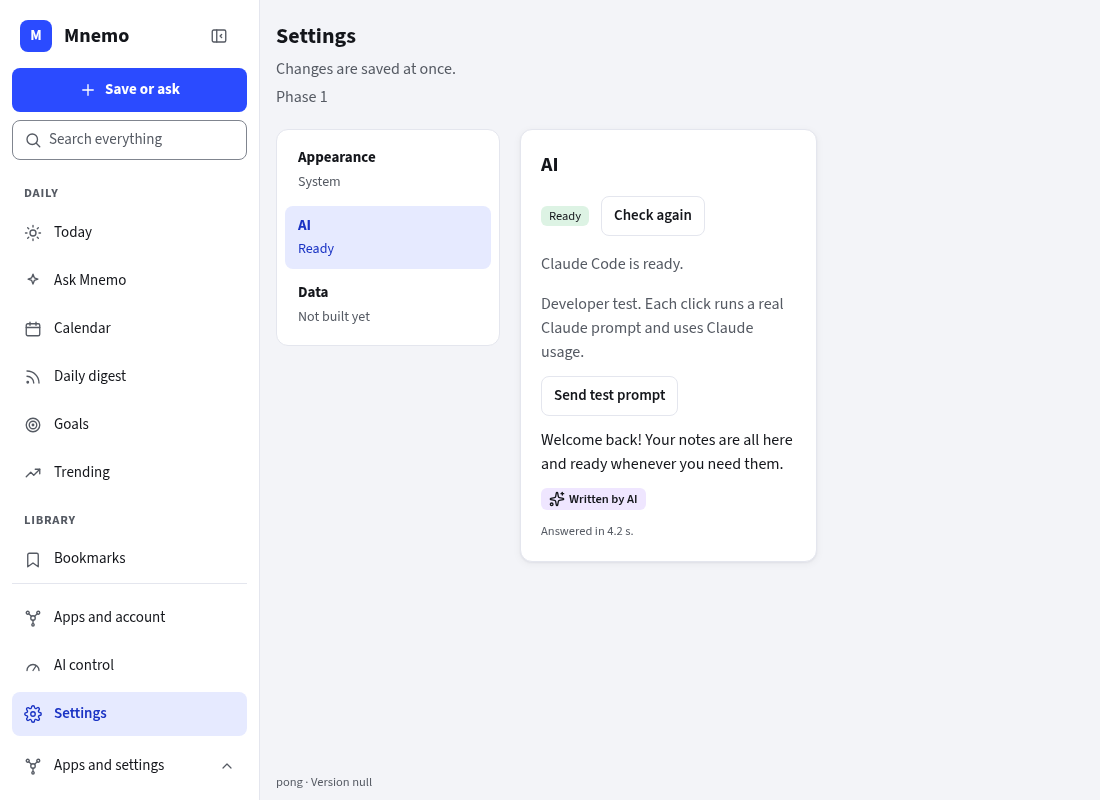 M
Mnemo
Save or ask
Search everything
DAILY
Today
Ask Mnemo
Calendar
Daily digest
Goals
Trending
LIBRARY
Bookmarks
Apps and account
AI control
Settings
Apps and settings
Settings
Changes are saved at once.
Phase 1
Appearance
System
AI
Ready
Data
Not built yet
AI
Ready
Check again
Claude Code is ready.
Developer test. Each click runs a real
Claude prompt and uses Claude
usage.
Send test prompt
Welcome back! Your notes are all here
and ready whenever you need them.
Written by AI
Answered in 4.2 s.
pong · Version null